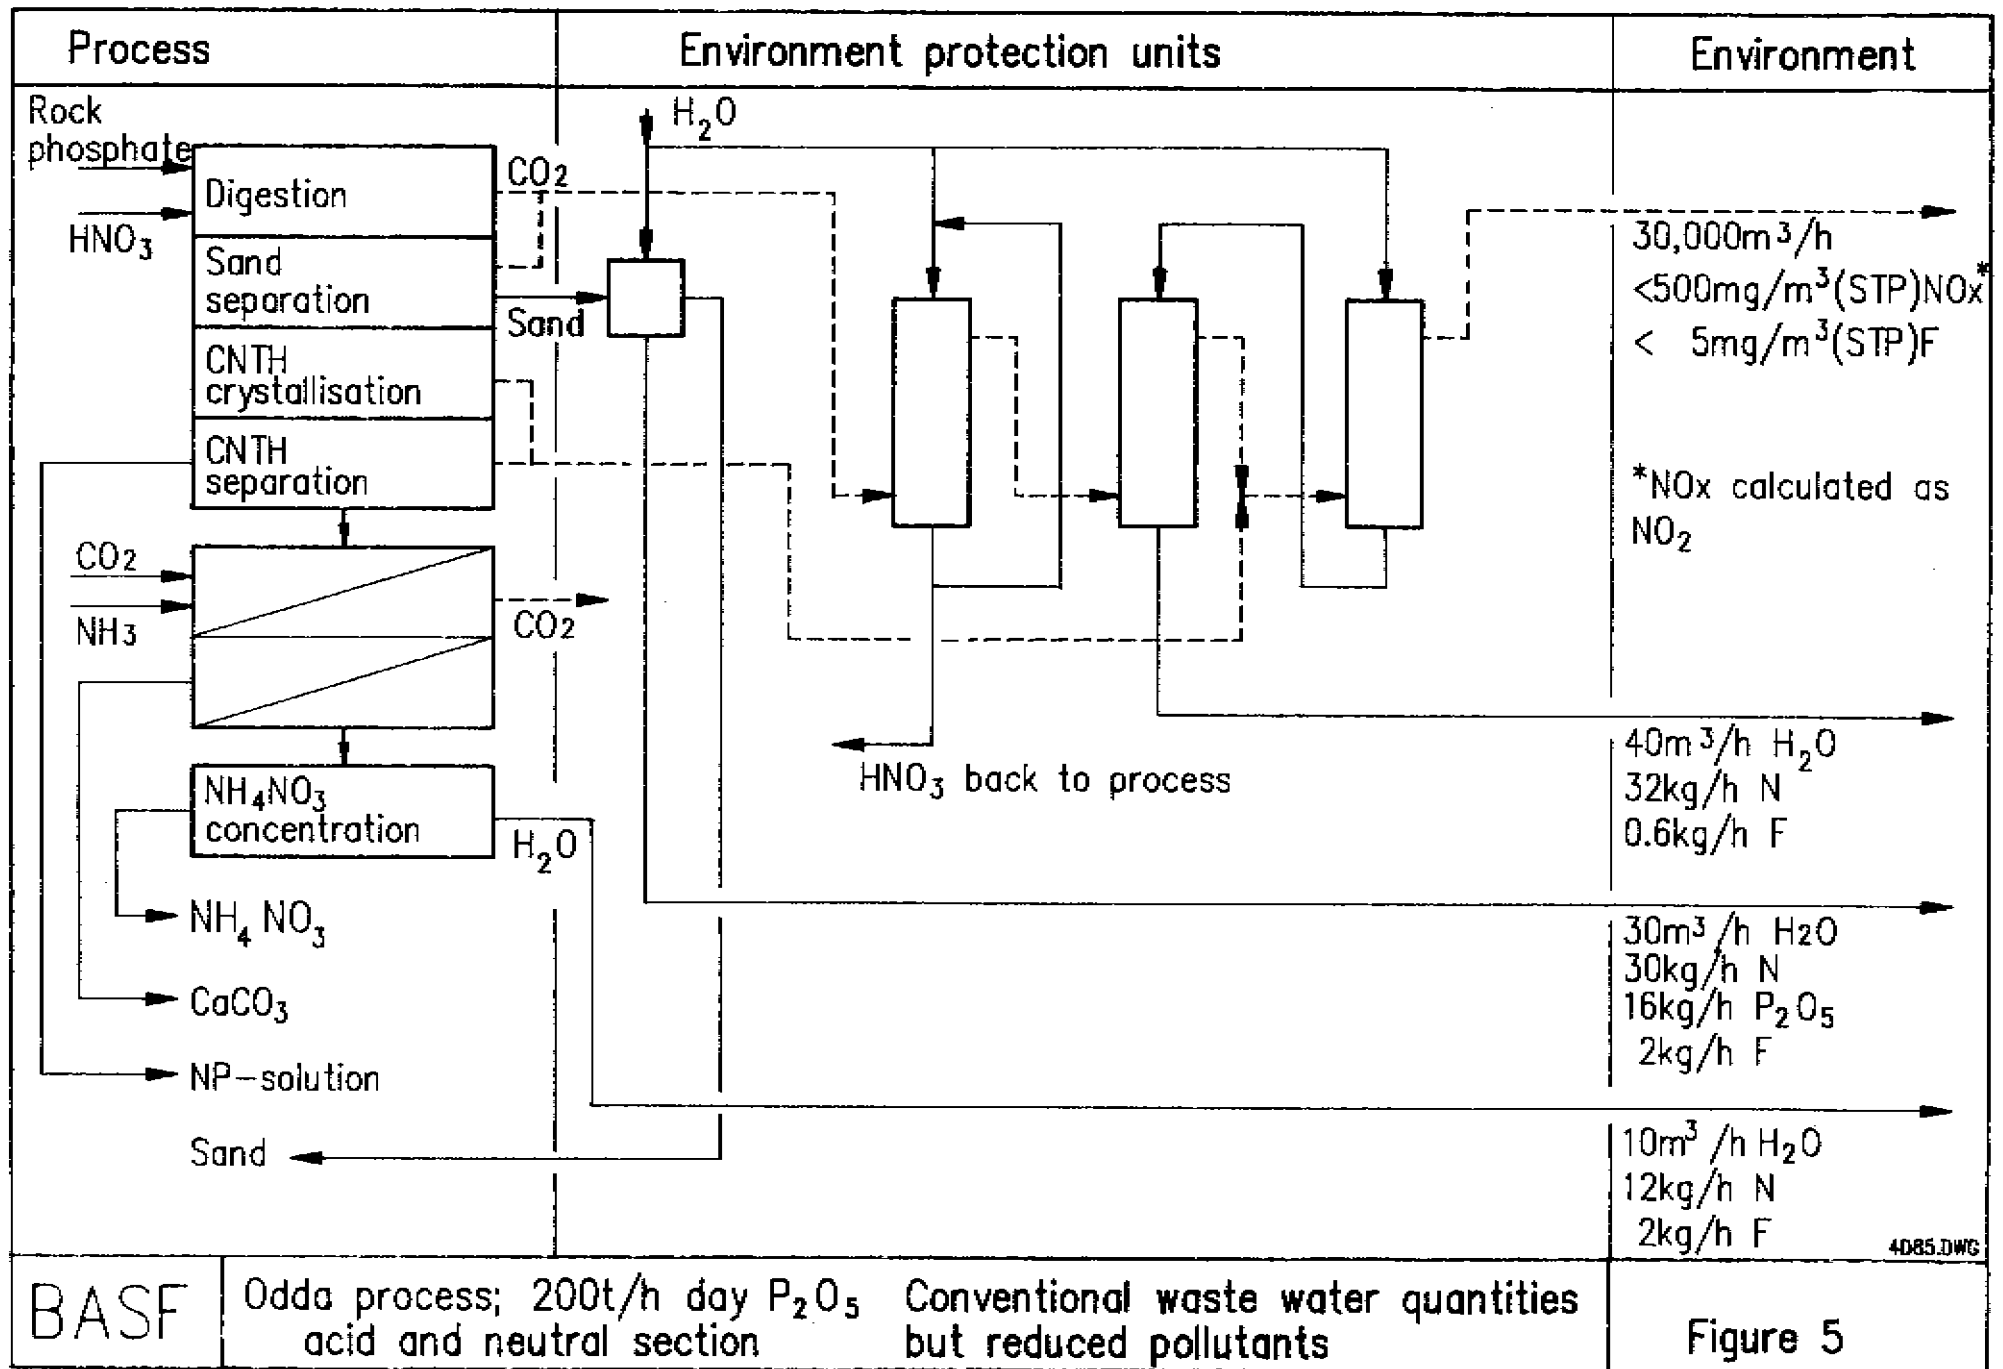 Process
Environment protection units
Environment
Rock
phosphate
HNO₃
Digestion
Sand
separation
CNTH
crystallisation
CNTH
separation
CO₂
Sand
H₂O
CO₂
NH₃
CO₂
NH₄NO₃
concentration
H₂O
NH₄ NO₃
CaCO₃
NP-solution
Sand
HNO₃ back to process
30,000m³/h
<500mg/m³(STP)NOx*
< 5mg/m³(STP)F
*NOx calculated as
NO₂
40m³/h H₂O
32kg/h N
0.6kg/h F
30m³/h H2O
30kg/h N
16kg/h P₂O₅
2kg/h F
10m³/h H₂O
12kg/h N
2kg/h F
4085.DWG
BASF
Odda process; 200t/h day P₂O₅
acid and neutral section
Conventional waste water quantities
but reduced pollutants
Figure 5